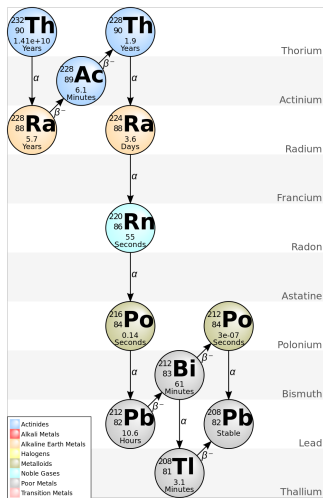 232
90 Th
1.41e+10
Years
228
90 Th
1.9
Years
Thorium
α
β⁻
228
89 Ac
6.1
Minutes
α
Actinium
β⁻
228
88 Ra
5.7
Years
224
88 Ra
3.6
Days
Radium
α
Francium
220
86 Rn
55
Seconds
Radon
α
Astatine
216
84 Po
0.14
Seconds
212
84 Po
3e-07
Seconds
Polonium
α
β⁻
212
83 Bi
61
Minutes
α
Bismuth
β⁻
212
82 Pb
10.6
Hours
α
208
82 Pb
Stable
Lead
β⁻
208
81 Tl
3.1
Minutes
Thallium
Actinides
Alkali Metals
Alkaline Earth Metals
Halogens
Metalloids
Noble Gases
Poor Metals
Transition Metals